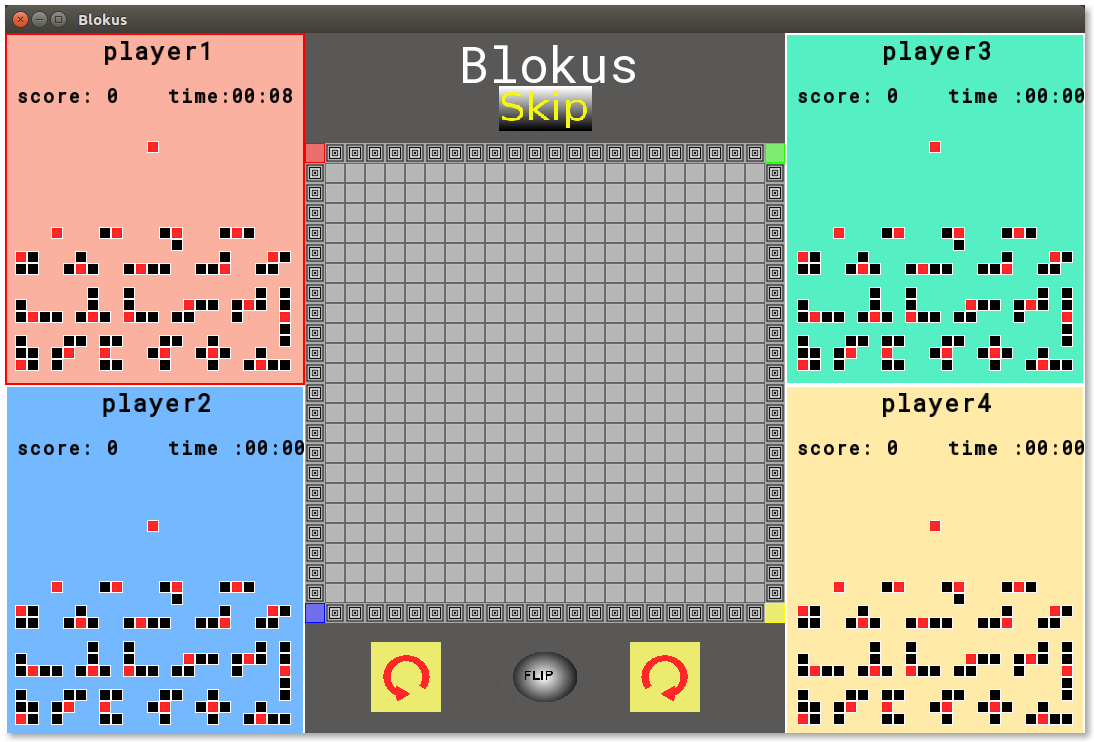 Blokus
player1
score: 0 time:00:08
player2
score: 0 time :00:00
Blokus
Skip
FLIP
player3
score: 0 time :00:00
player4
score: 0 time :00:00